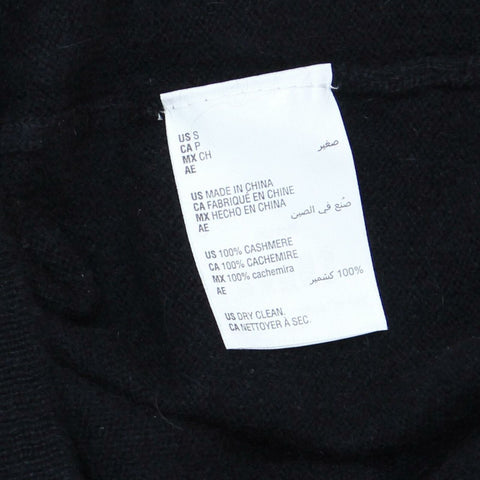 US S
CA P
MX CH
AE صغير
US MADE IN CHINA
CA FABRIQUÉ EN CHINE
MX HECHO EN CHINA
AE صُنع في الصين
US 100% CASHMERE
CA 100% CACHEMIRE
MX 100% cachemira
AE 100% كشمير
US DRY CLEAN.
CA NETTOYER À SEC